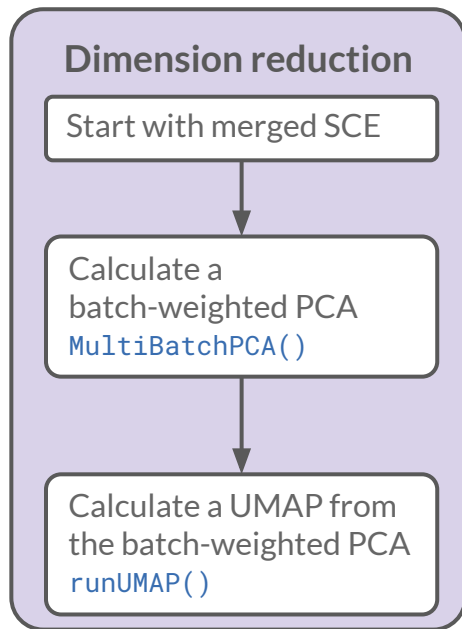 Dimension reduction
Start with merged SCE
Calculate a
batch-weighted PCA
MultiBatchPCA()
Calculate a UMAP from
the batch-weighted PCA
runUMAP()